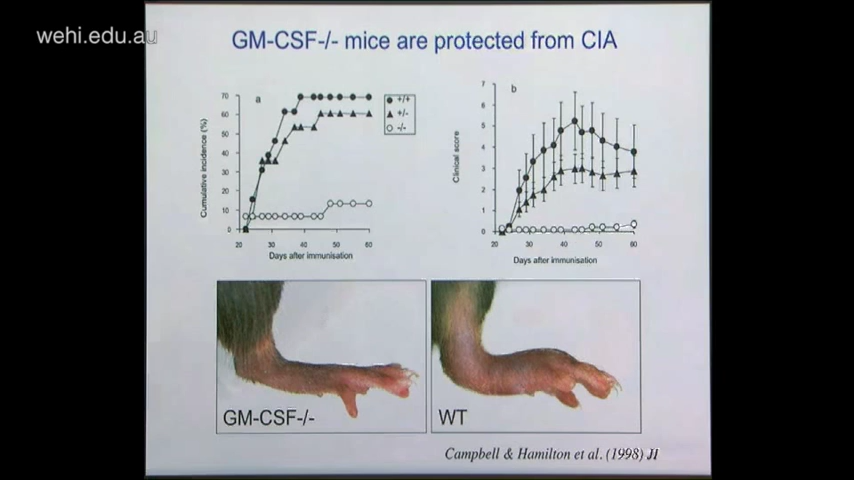 wehi.edu.au
GM-CSF-/- mice are protected from CIA
a
Cumulative incidence (%)
70
60
50
40
30
20
10
0
20 30 40 50 60
Days after immunisation
+/+
+/-
-/-
b
Clinical score
7
6
5
4
3
2
1
0
20 30 40 50 60
Days after immunisation
GM-CSF-/-
WT
Campbell & Hamilton et al. (1998) JI